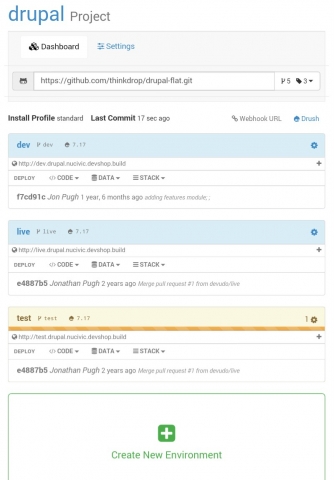 drupal Project
Dashboard Settings
https://github.com/thinkdrop/drupal-flat.git 5 3
Install Profile standard Last Commit 17 sec ago Webhook URL Drush
dev dev 7.17
http://dev.drupal.nucivic.devshop.build
DEPLOY CODE DATA STACK
f7cd91c Jon Pugh 1 year, 6 months ago adding features module; ;
live live 7.17
http://live.drupal.nucivic.devshop.build
DEPLOY CODE DATA STACK
e4887b5 Jonathan Pugh 2 years ago Merge pull request #1 from devudo/live
test test 7.17 1
http://test.drupal.nucivic.devshop.build
DEPLOY CODE DATA STACK
e4887b5 Jonathan Pugh 2 years ago Merge pull request #1 from devudo/live
Create New Environment